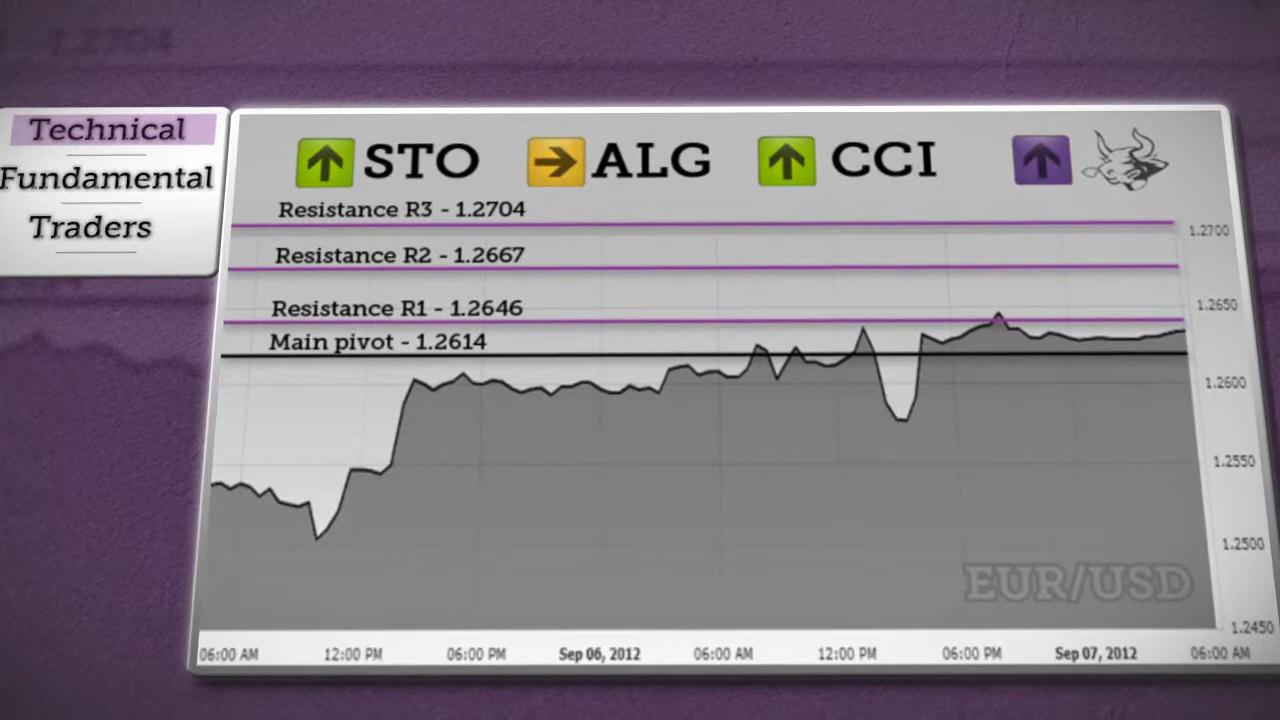 1.2704
Technical
Fundamental
Traders
STO
ALG
CCI
Resistance R3 - 1.2704
Resistance R2 - 1.2667
Resistance R1 - 1.2646
Main pivot - 1.2614
1.2700
1.2650
1.2600
1.2550
1.2500
1.2450
EUR/USD
06:00 AM 12:00 PM 06:00 PM Sep 06, 2012 06:00 AM 12:00 PM 06:00 PM Sep 07, 2012 06:00 AM